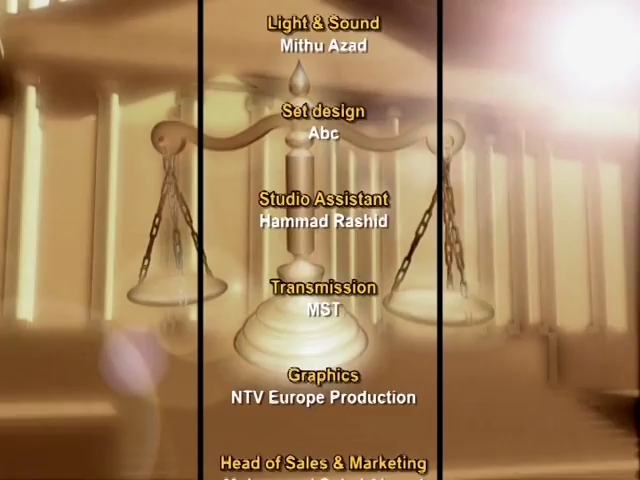 Light & Sound
Mithu Azad
Set design
Abc
Studio Assistant
Hammad Rashid
Transmission
MST
Graphics
NTV Europe Production
Head of Sales & Marketing